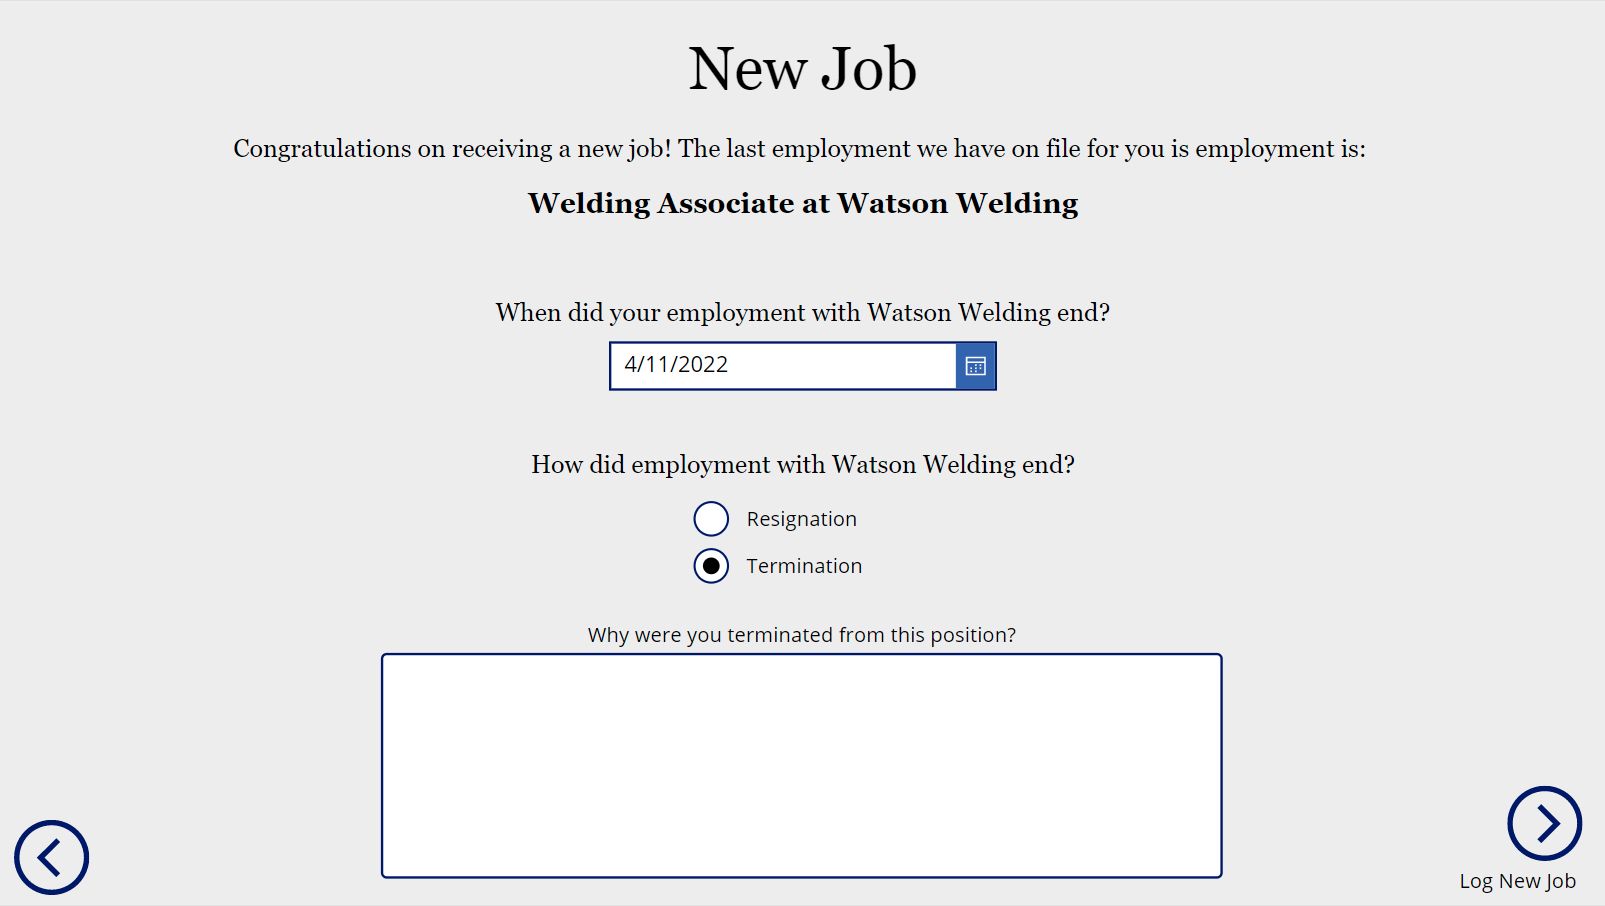 New Job
Congratulations on receiving a new job! The last employment we have on file for you is employment is:
Welding Associate at Watson Welding
When did your employment with Watson Welding end?
4/11/2022
How did employment with Watson Welding end?
Resignation
Termination
Why were you terminated from this position?
Log New Job